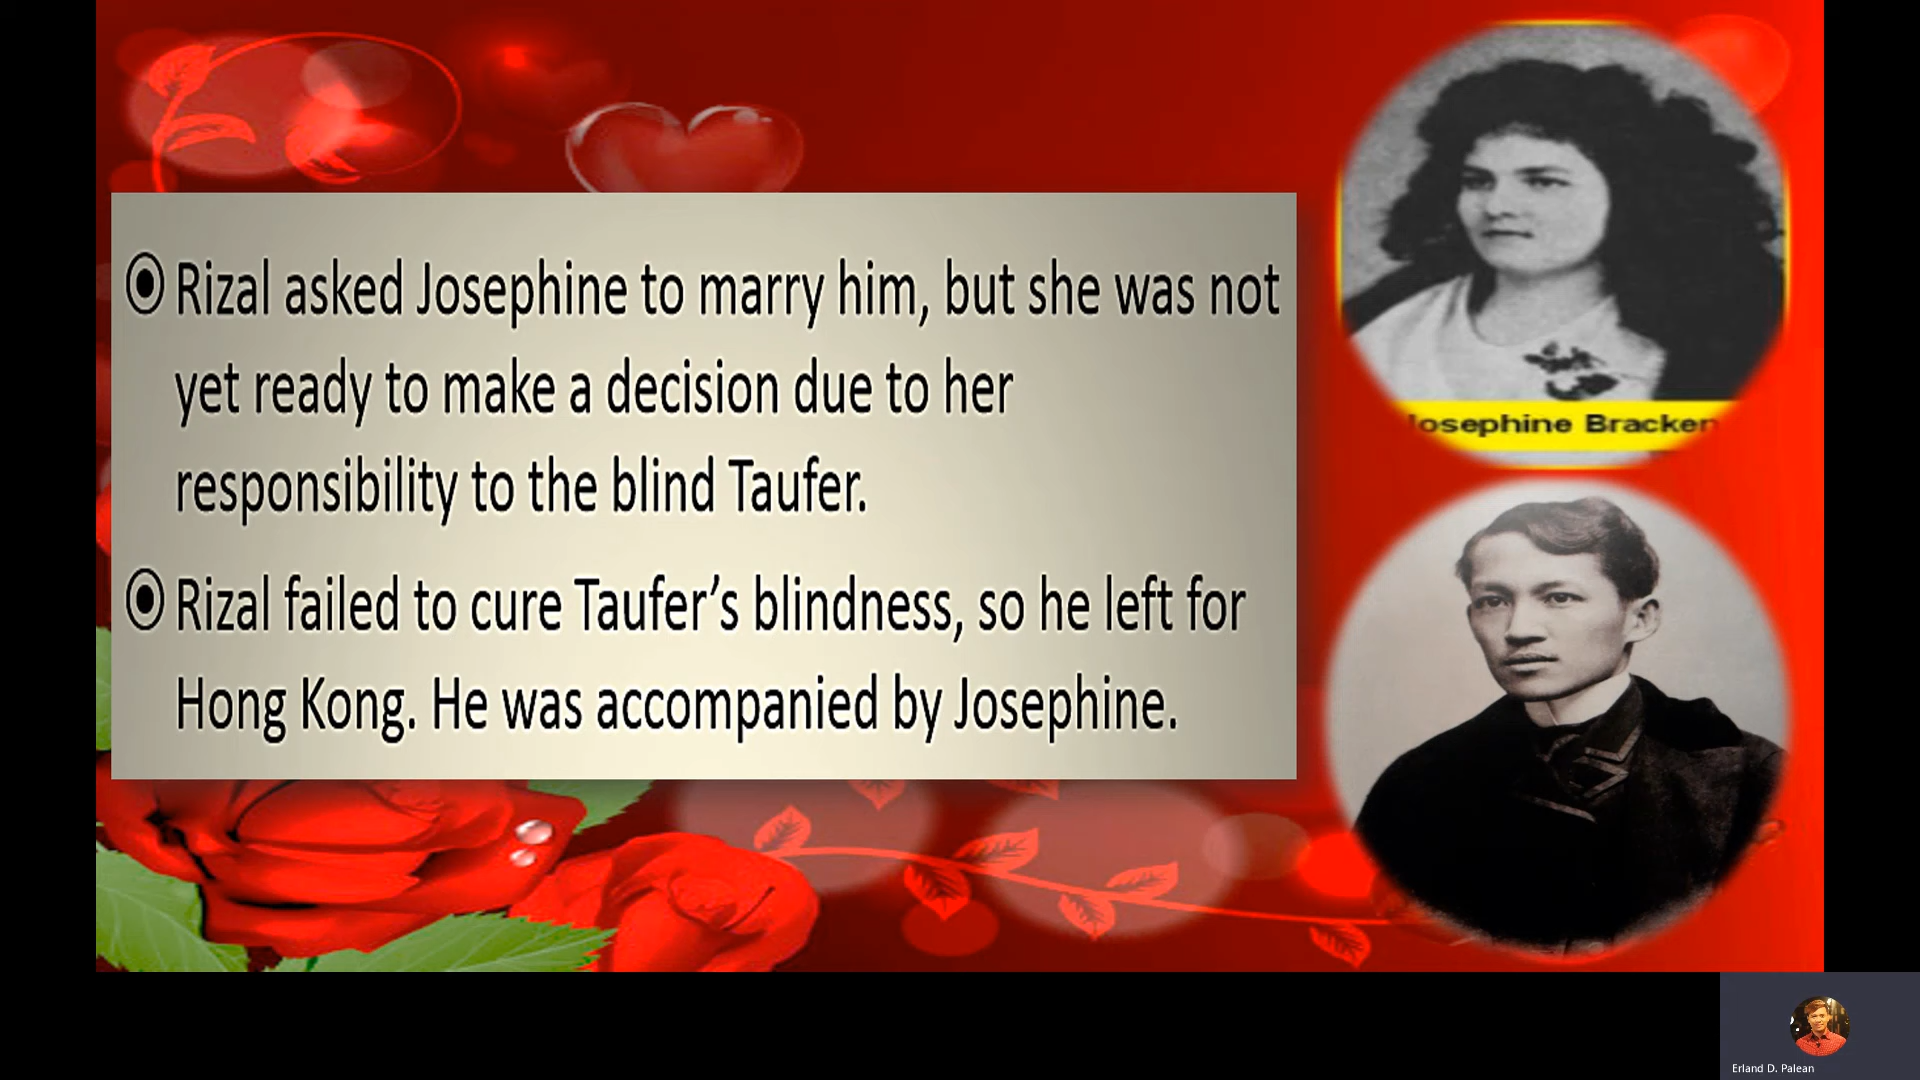 Rizal asked Josephine to marry him, but she was not
yet ready to make a decision due to her
responsibility to the blind Taufer.
Rizal failed to cure Taufer’s blindness, so he left for
Hong Kong. He was accompanied by Josephine.
Josephine Bracken
Erland D. Palean